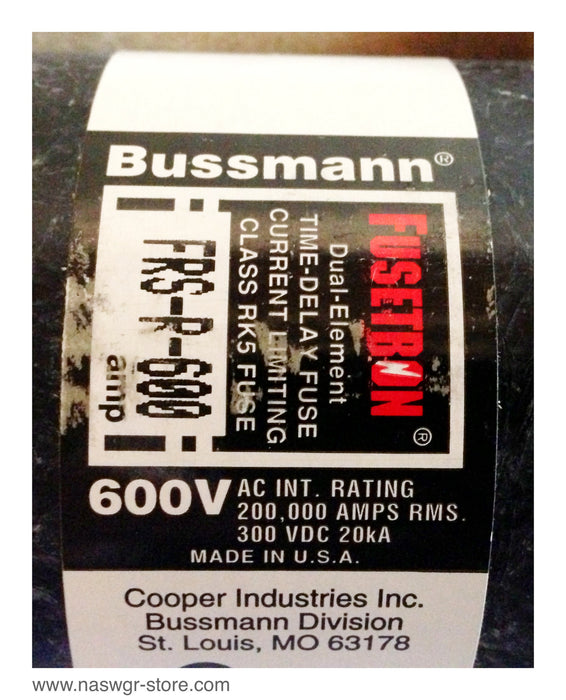 Bussmann®
FUSETRON®
Dual-Element
TIME-DELAY FUSE
CURRENT LIMITING
CLASS RK5 FUSE
FRS-R-600
amp
600V AC INT. RATING
200,000 AMPS RMS.
300 VDC 20kA
MADE IN U.S.A.
Cooper Industries Inc.
Bussmann Division
St. Louis, MO 63178
www.naswgr-store.com